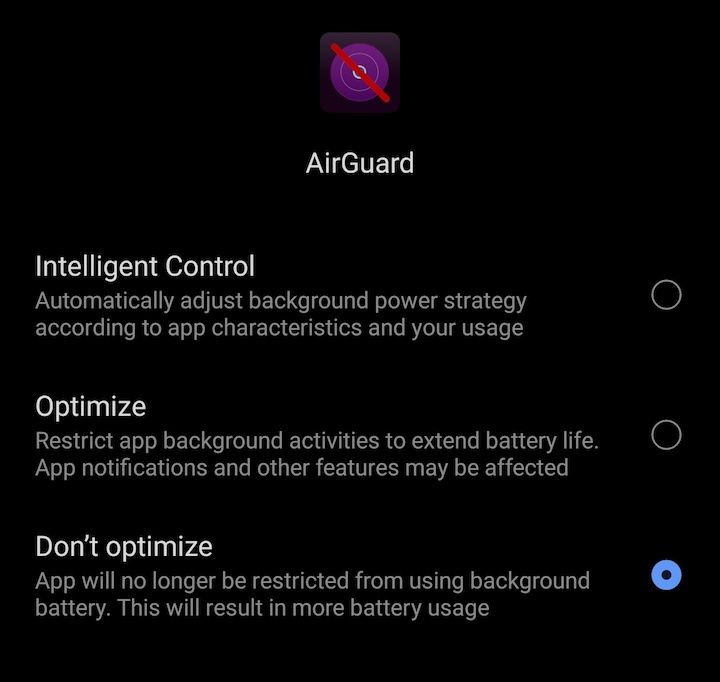 AirGuard
Intelligent Control
Automatically adjust background power strategy
according to app characteristics and your usage
Optimize
Restrict app background activities to extend battery life.
App notifications and other features may be affected
Don’t optimize
App will no longer be restricted from using background
battery. This will result in more battery usage